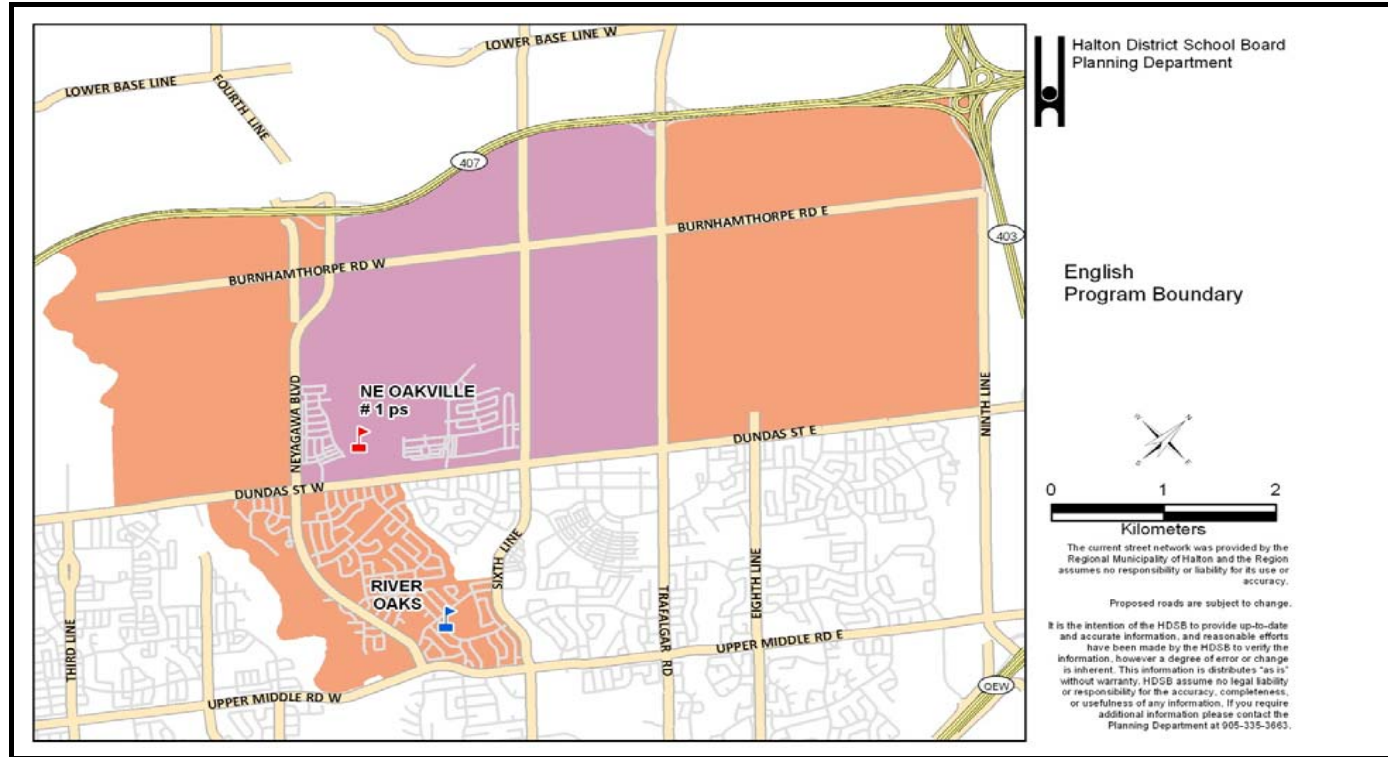 LOWER BASE LINE W
LOWER BASE LINE
FOURTH LINE
407
BURNHAMTHORPE RD E
403
BURNHAMTHORPE RD W
NEYAGAWA BLVD
NE OAKVILLE
# 1 ps
NINTH LINE
DUNDAS ST E
DUNDAS ST W
SIXTH LINE
RIVER
OAKS
TRAFALGAR RD
EIGHTH LINE
THIRD LINE
UPPER MIDDLE RD E
UPPER MIDDLE RD W
QEW
Halton District School Board
Planning Department
English
Program Boundary
0 1 2
Kilometers
The current street network was provided by the
Regional Municipality of Halton and the Region
assumes no responsibility or liability for its use or
accuracy.
Proposed roads are subject to change.
It is the intention of the HDSB to provide up-to-date
and accurate information, and reasonable efforts
have been made by the HDSB to verify the
information, however a degree of error or change
is inherent. This information is distributes "as is"
without warranty. HDSB assume no legal liability
or responsibility for the accuracy, completeness,
or usefulness of any information. If you require
additional information please contact the
Planning Department at 905-335-3663.